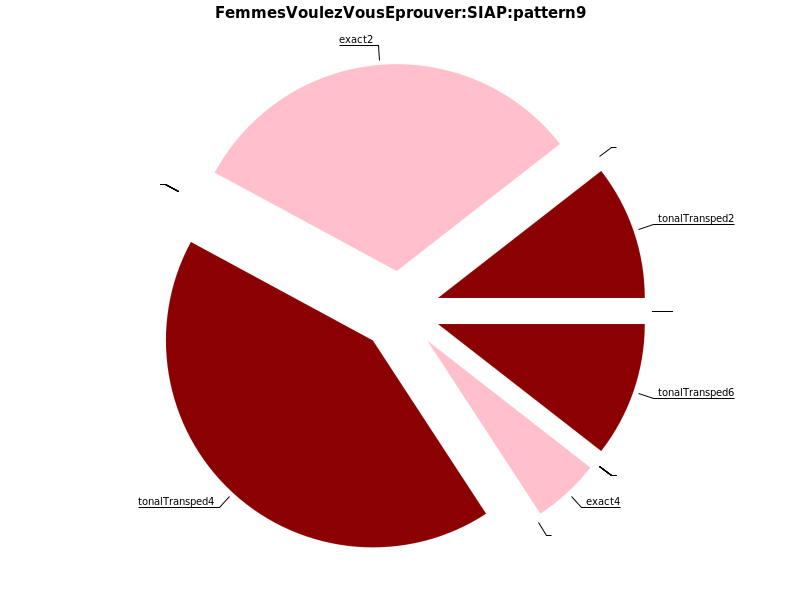 FemmesVoulezVousEprouver:SIAP:pattern9
exact2
tonalTransped2
tonalTransped6
tonalTransped4
exact4